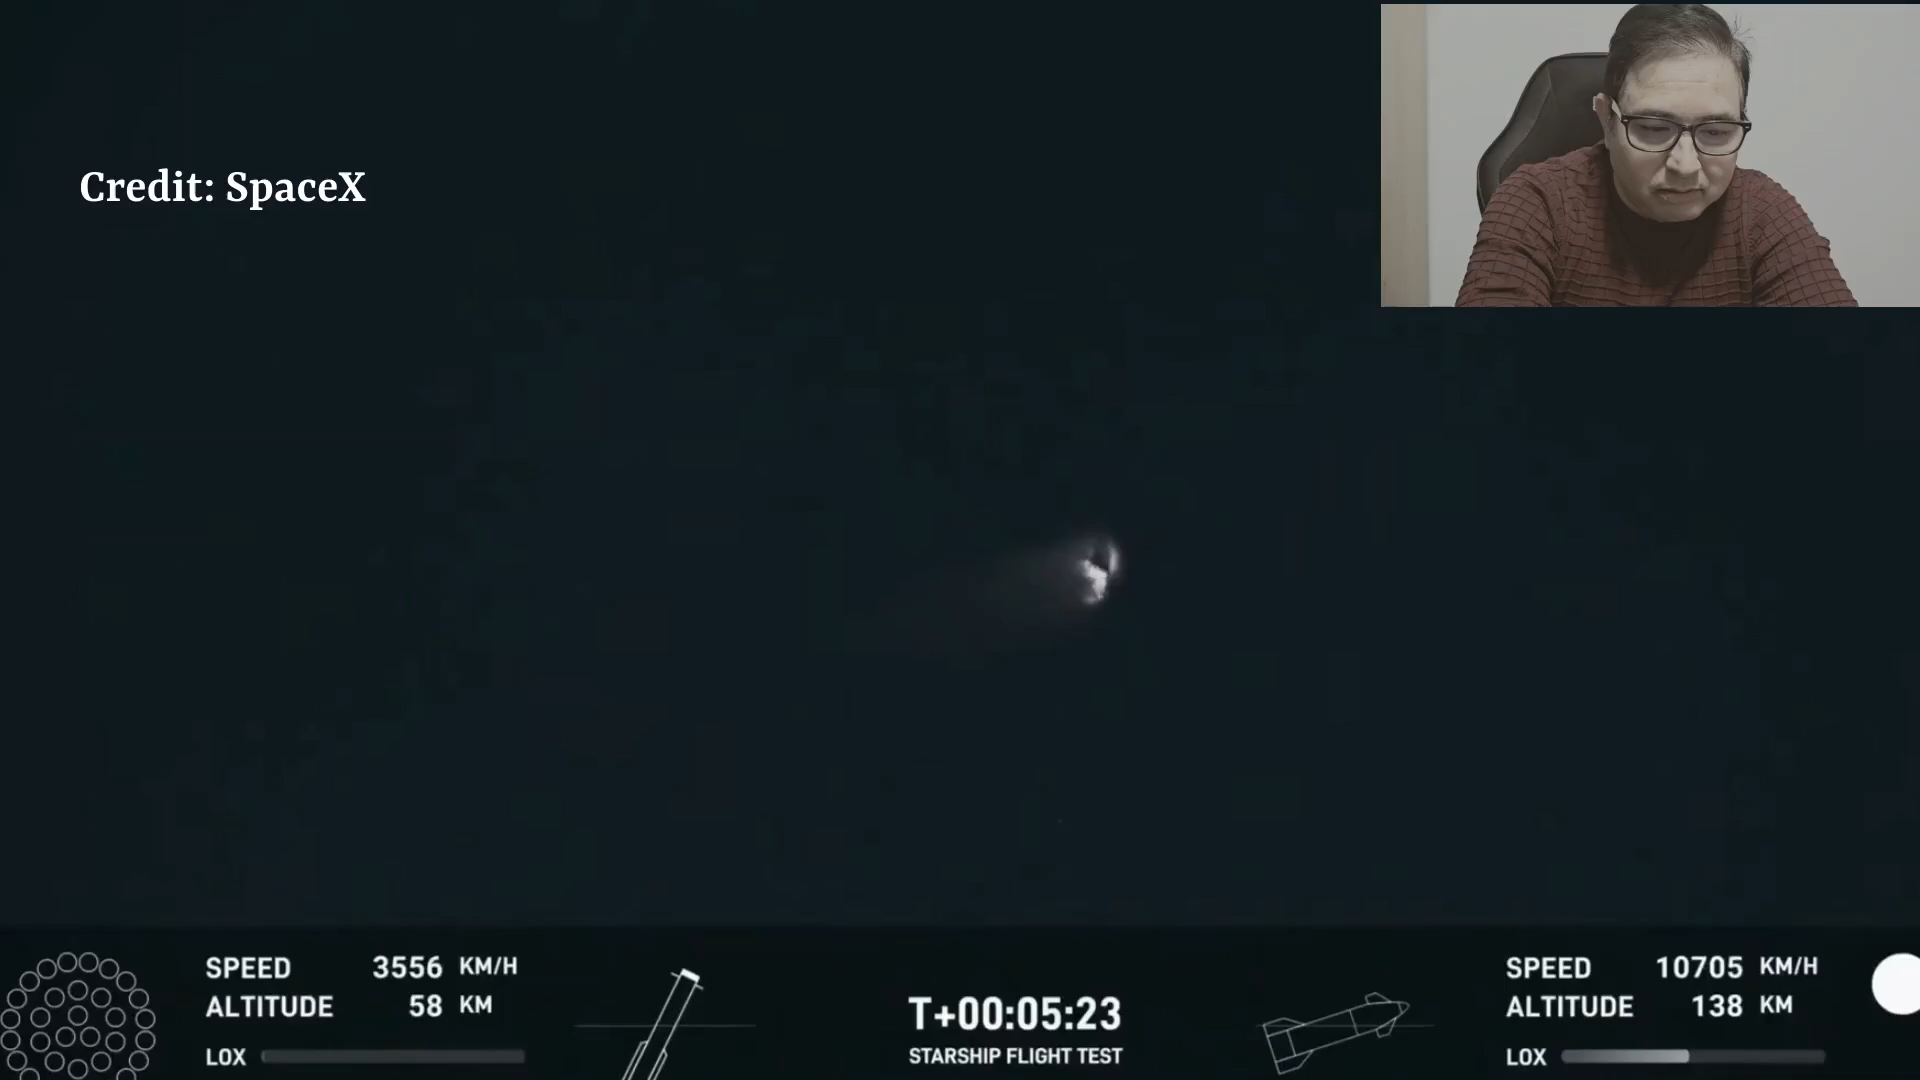 Credit: SpaceX
SPEED 3556 KM/H
ALTITUDE 58 KM
LOX
T+00:05:23
STARSHIP FLIGHT TEST
SPEED 10705 KM/H
ALTITUDE 138 KM
LOX